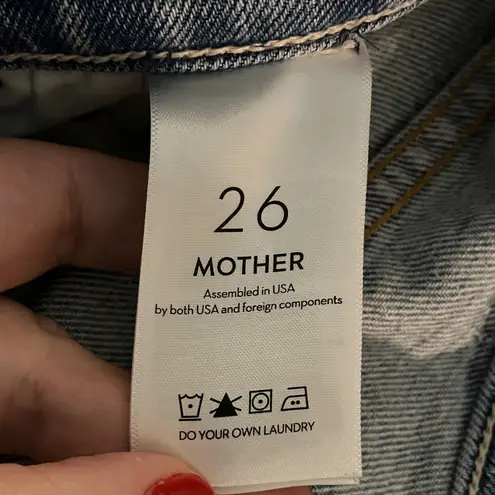 26
MOTHER
Assembled in USA
by both USA and foreign components
DO YOUR OWN LAUNDRY